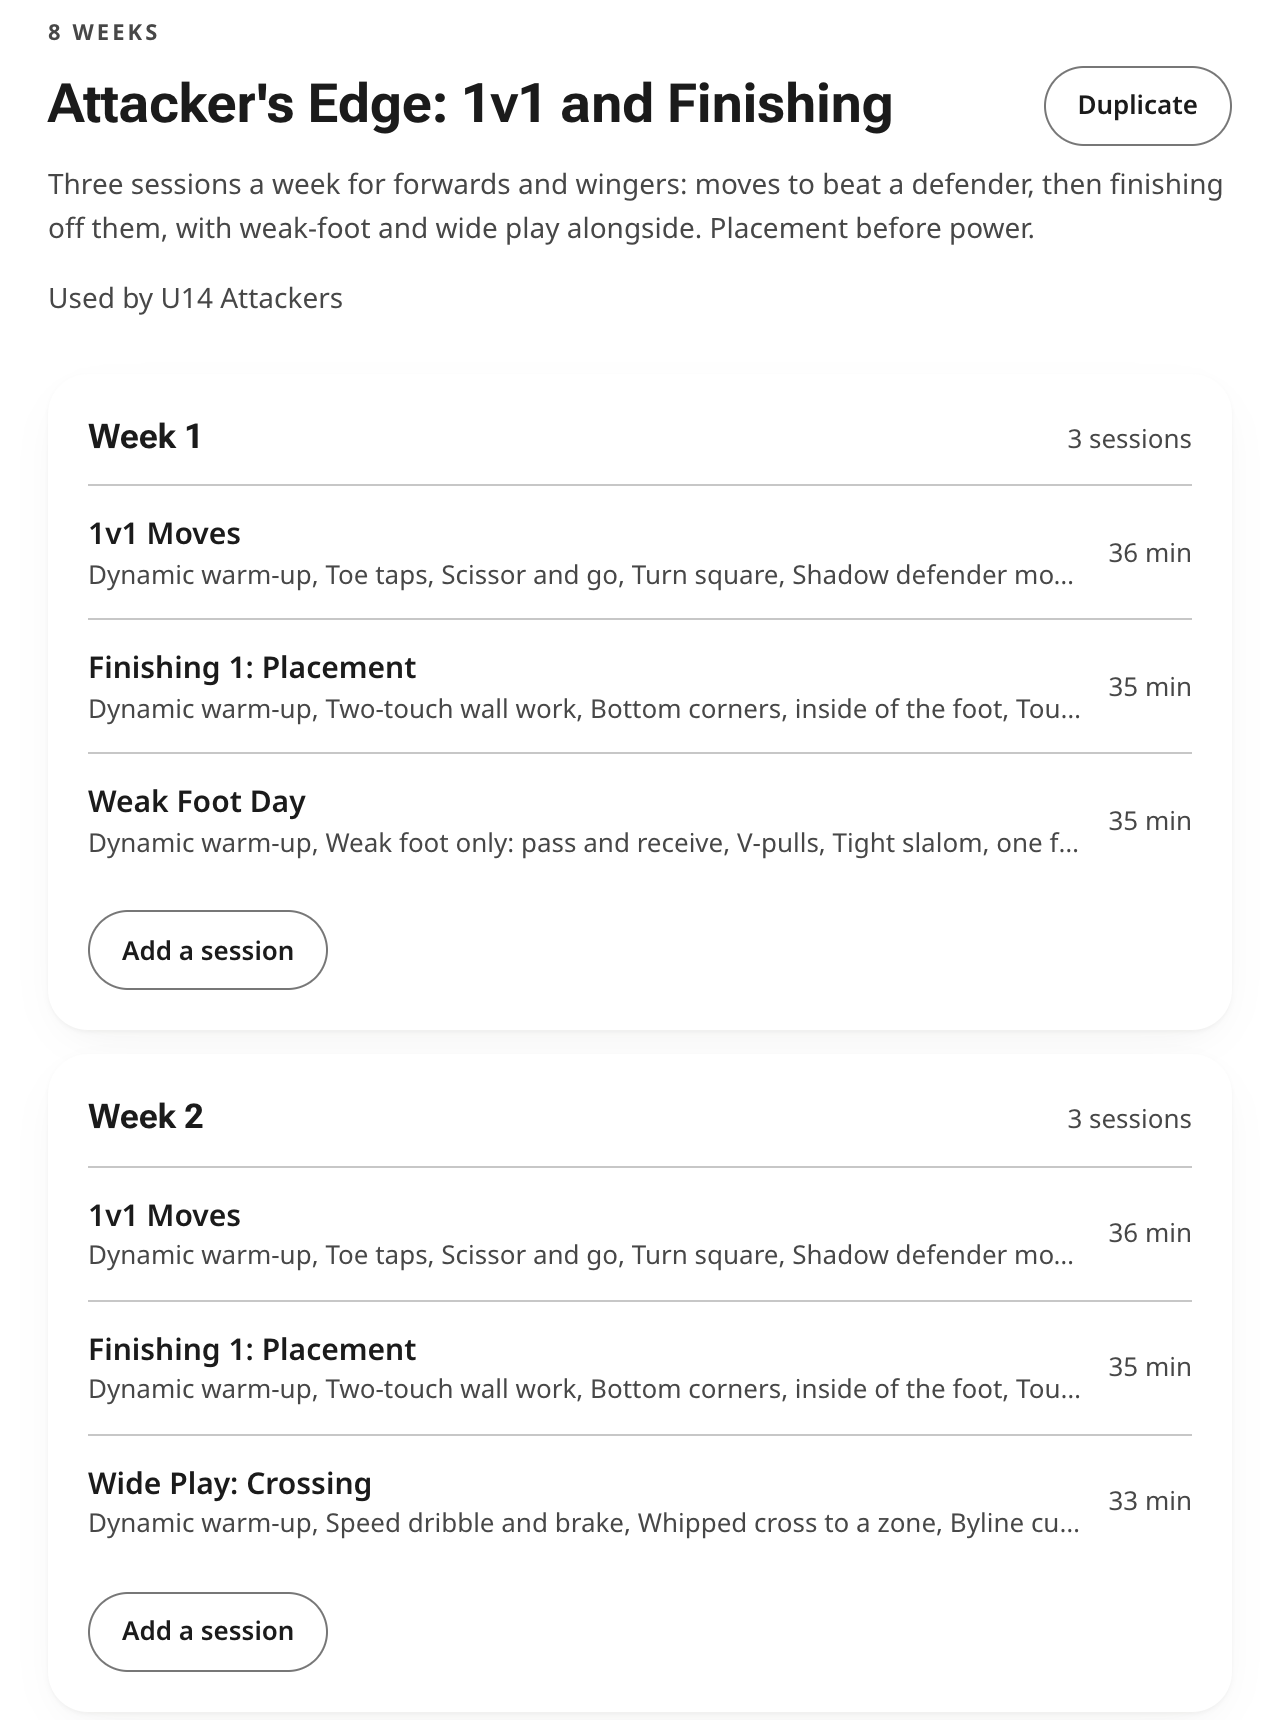 8 WEEKS
Attacker's Edge: 1v1 and Finishing
Duplicate
Three sessions a week for forwards and wingers: moves to beat a defender, then finishing
off them, with weak-foot and wide play alongside. Placement before power.
Used by U14 Attackers
Week 1
3 sessions
1v1 Moves
Dynamic warm-up, Toe taps, Scissor and go, Turn square, Shadow defender mo...
36 min
Finishing 1: Placement
Dynamic warm-up, Two-touch wall work, Bottom corners, inside of the foot, Tou...
35 min
Weak Foot Day
Dynamic warm-up, Weak foot only: pass and receive, V-pulls, Tight slalom, one f...
35 min
Add a session
Week 2
3 sessions
1v1 Moves
Dynamic warm-up, Toe taps, Scissor and go, Turn square, Shadow defender mo...
36 min
Finishing 1: Placement
Dynamic warm-up, Two-touch wall work, Bottom corners, inside of the foot, Tou...
35 min
Wide Play: Crossing
Dynamic warm-up, Speed dribble and brake, Whipped cross to a zone, Byline cu...
33 min
Add a session